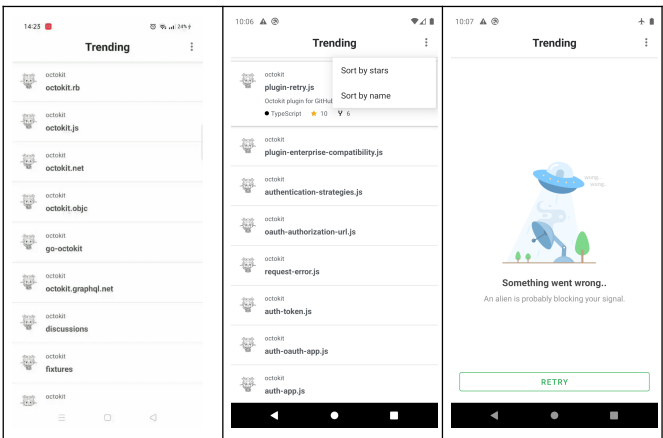 14:23
24%
Trending
octokit
octokit.rb
octokit
octokit.js
octokit
octokit.net
octokit
octokit.objc
octokit
go-octokit
octokit
octokit.graphql.net
octokit
discussions
octokit
fixtures
octokit
10:06
Trending
Sort by stars
Sort by name
octokit
plugin-retry.js
Octokit plugin for GitHu
TypeScript 10 6
octokit
plugin-enterprise-compatibility.js
octokit
authentication-strategies.js
octokit
oauth-authorization-url.js
octokit
request-error.js
octokit
auth-token.js
octokit
auth-oauth-app.js
octokit
auth-app.js
10:07
Trending
wong..
wong..
Something went wrong..
An alien is probably blocking your signal.
RETRY